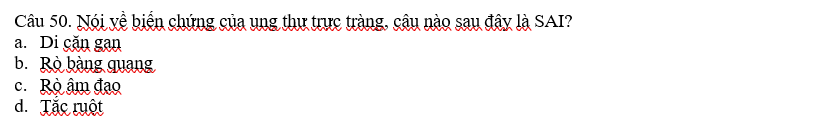 Câu 50. Nói về biến chứng của ung thư trực tràng, câu nào sau đây là SAI?
a. Di căn gan
b. Rò bàng quang
c. Rò âm đạo
d. Tắc ruột